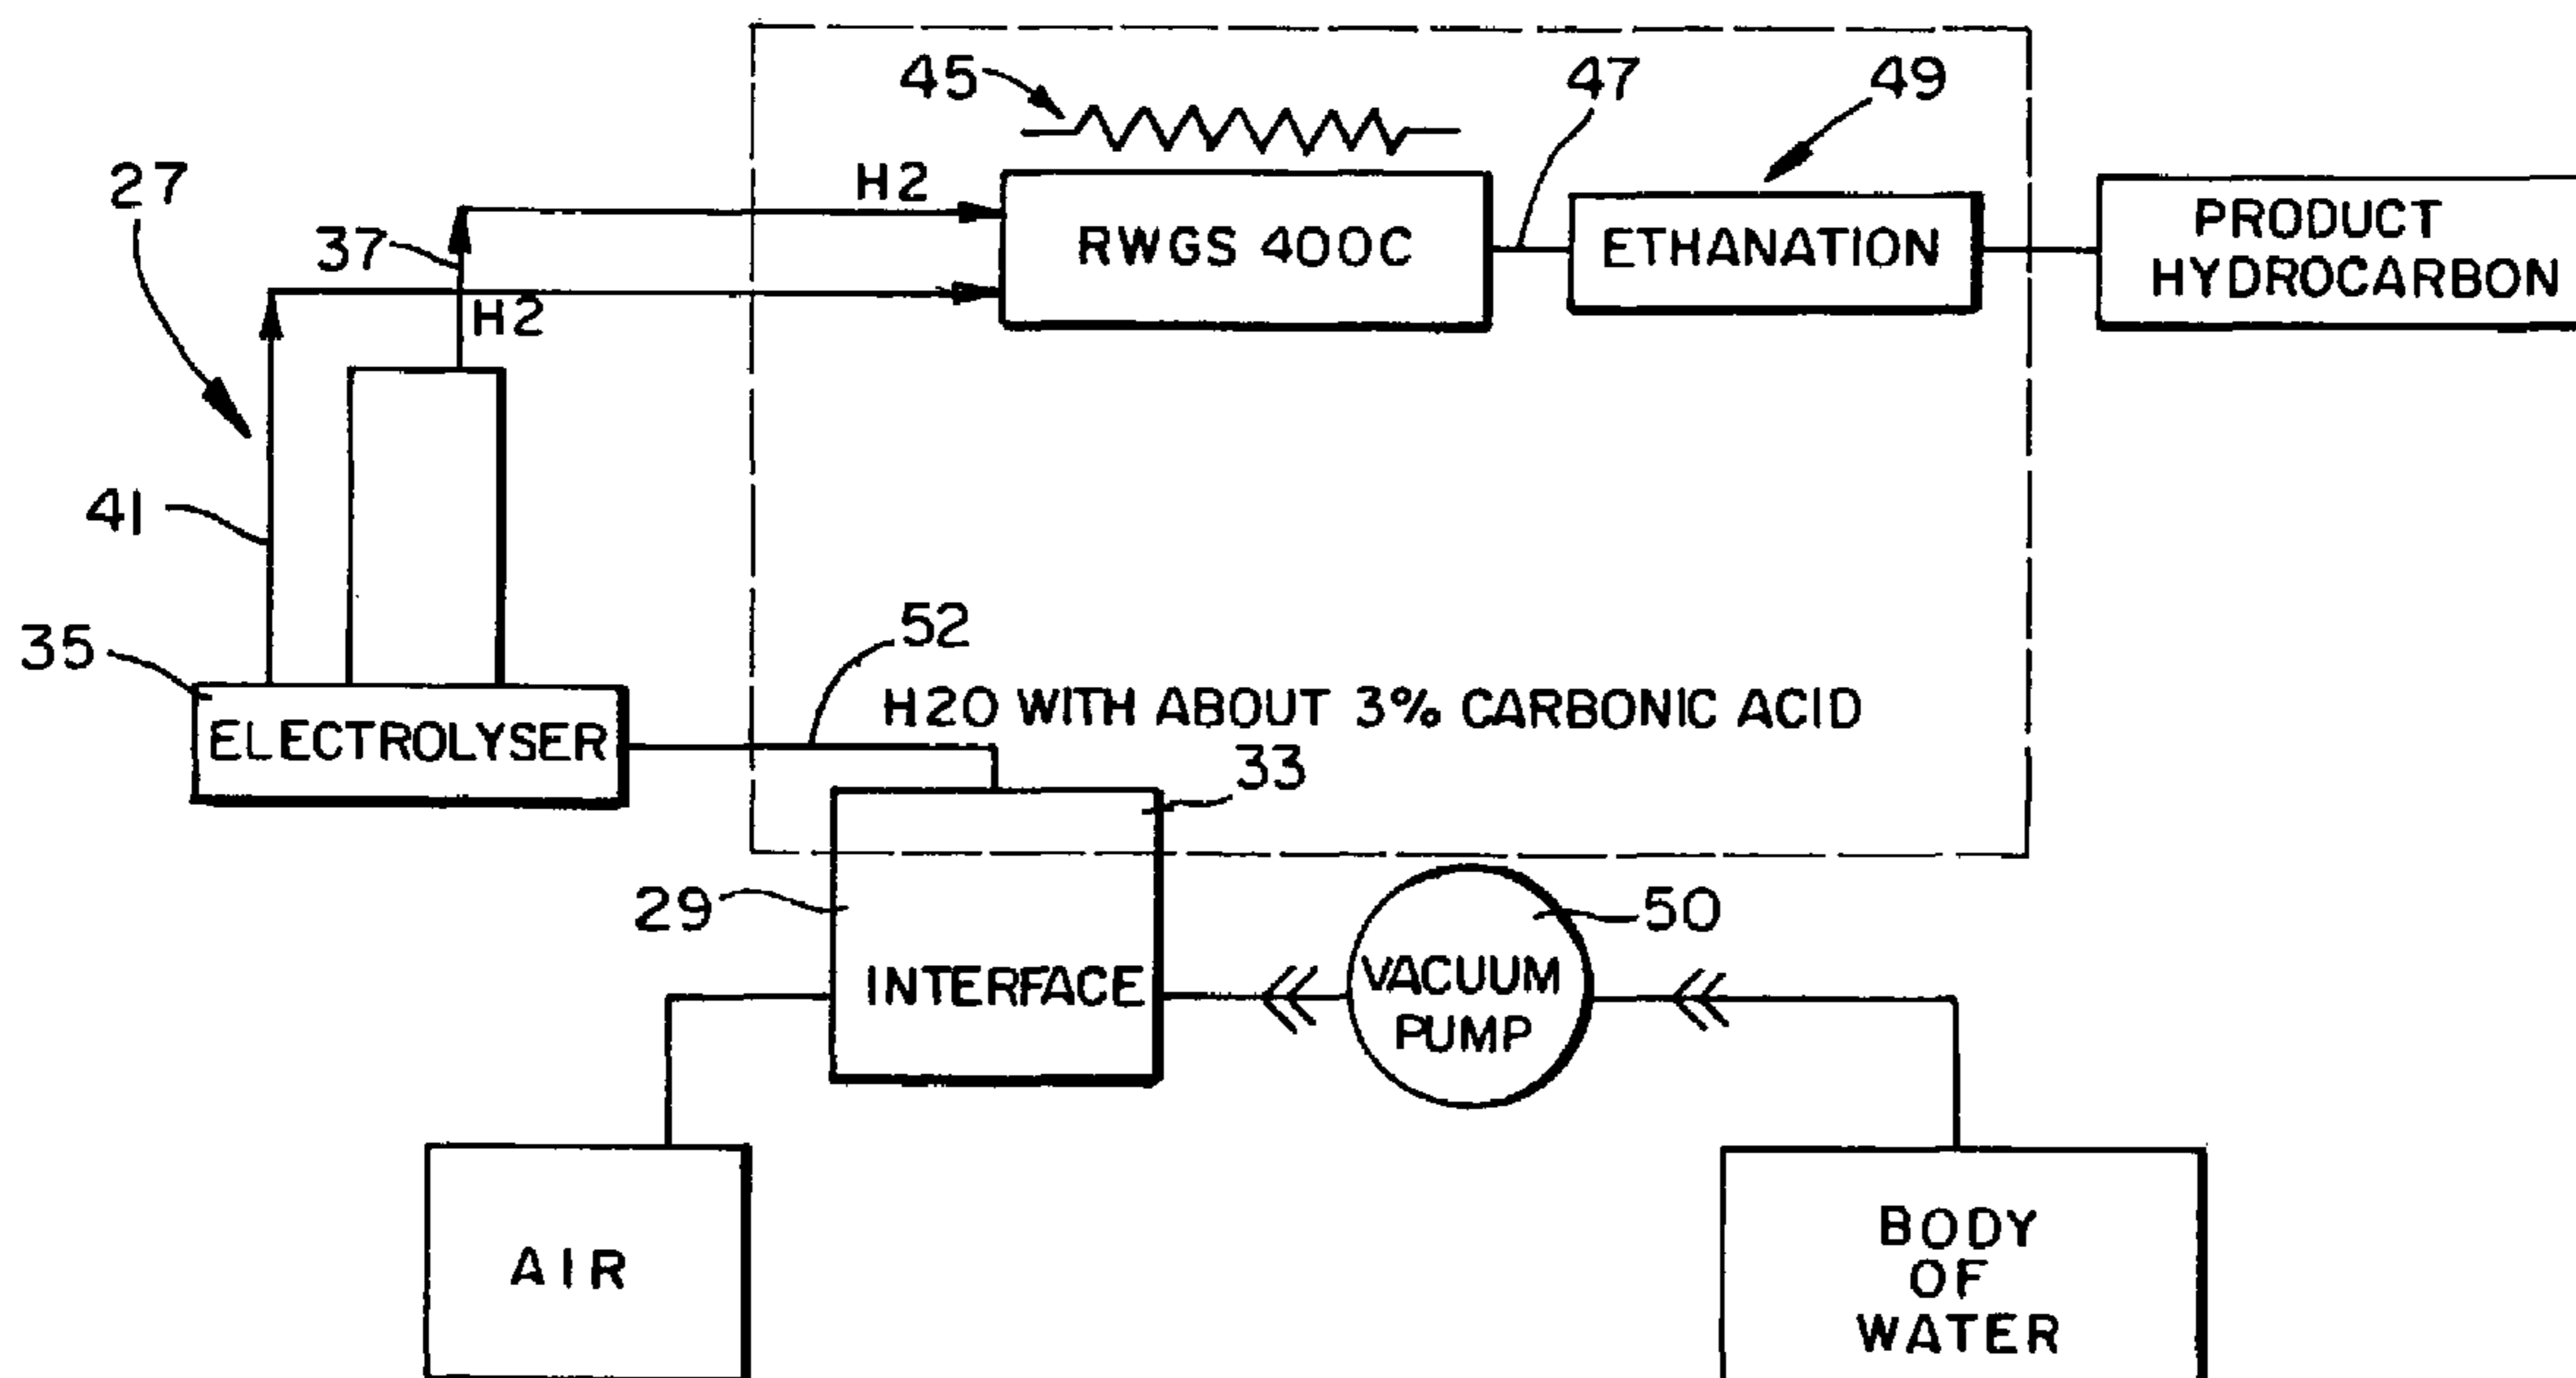 45
47
49
27
H2
37
RWGS 400C
ETHANATION
PRODUCT
HYDROCARBON
H2
41
35
52
H2O WITH ABOUT 3% CARBONIC ACID
ELECTROLYSER
33
29
50
INTERFACE
VACUUM
PUMP
AIR
BODY
OF
WATER